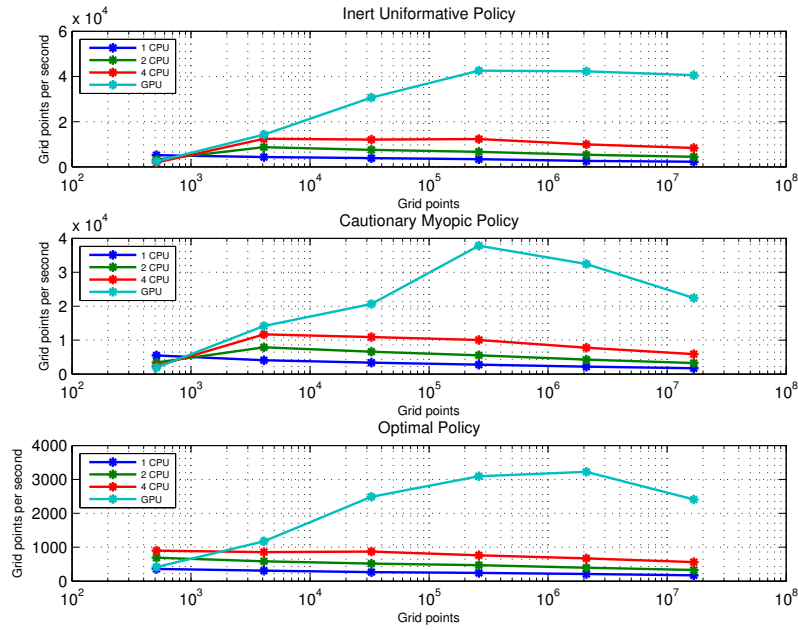 Inert Uniformative Policy
x 10^4
6
4
2
0
Grid points per second
1 CPU
2 CPU
4 CPU
GPU
10^2 10^3 10^4 10^5 10^6 10^7 10^8
Grid points
Cautionary Myopic Policy
x 10^4
4
3
2
1
0
Grid points per second
1 CPU
2 CPU
4 CPU
GPU
10^2 10^3 10^4 10^5 10^6 10^7 10^8
Grid points
Optimal Policy
4000
3000
2000
1000
0
Grid points per second
1 CPU
2 CPU
4 CPU
GPU
10^2 10^3 10^4 10^5 10^6 10^7 10^8
Grid points